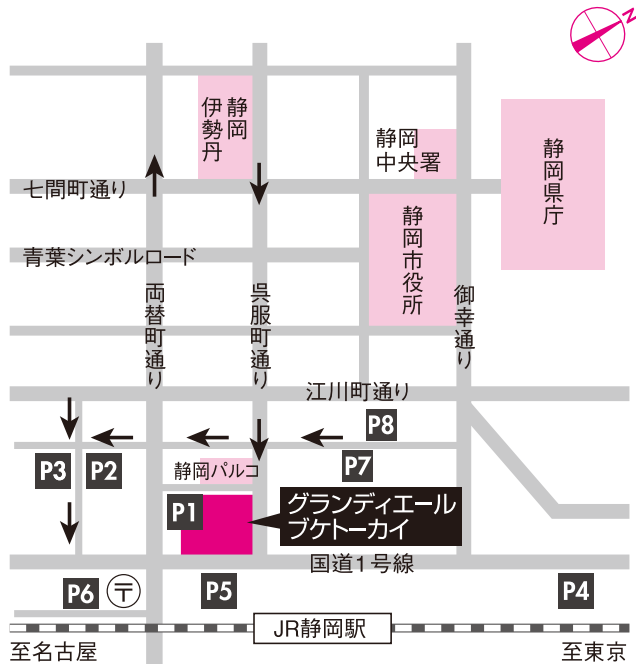 N
静岡
伊勢丹
静岡
中央署
静岡県庁
七間町通り
静岡市役所
青葉シンボルロード
両替町通り
呉服町通り
御幸通り
江川町通り
P8
P3
P2
静岡パルコ
P7
P1
グランディエール
ブケトーカイ
国道1号線
P6
〒
P5
P4
JR静岡駅
至名古屋
至東京